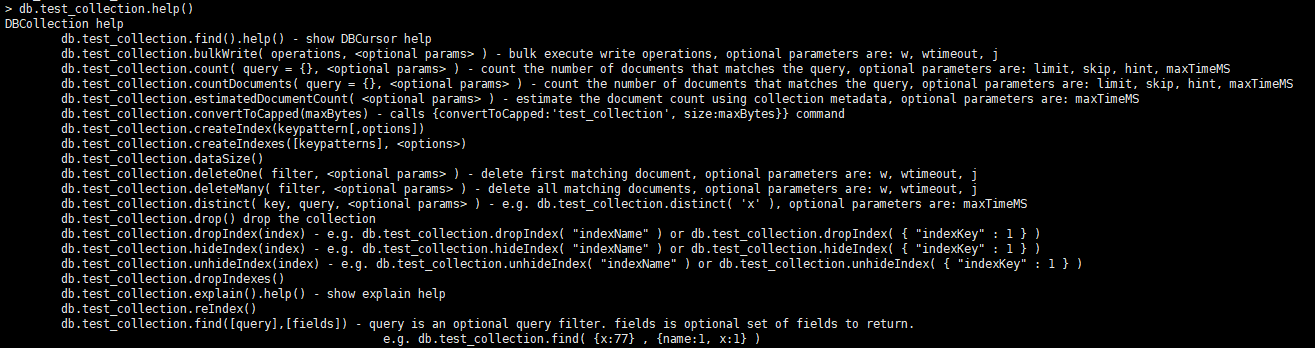 > db.test_collection.help()
DBCollection help
db.test_collection.find().help() - show DBCursor help
db.test_collection.bulkWrite( operations, <optional params> ) - bulk execute write operations, optional parameters are: w, wtimeout, j
db.test_collection.count( query = {}, <optional params> ) - count the number of documents that matches the query, optional parameters are: limit, skip, hint, maxTimeMS
db.test_collection.countDocuments( query = {}, <optional params> ) - count the number of documents that matches the query, optional parameters are: limit, skip, hint, maxTimeMS
db.test_collection.estimatedDocumentCount( <optional params> ) - estimate the document count using collection metadata, optional parameters are: maxTimeMS
db.test_collection.convertToCapped(maxBytes) - calls {convertToCapped:'test_collection', size:maxBytes}} command
db.test_collection.createIndex(keypattern[,options])
db.test_collection.createIndexes([keypatterns], <options>)
db.test_collection.dataSize()
db.test_collection.deleteOne( filter, <optional params> ) - delete first matching document, optional parameters are: w, wtimeout, j
db.test_collection.deleteMany( filter, <optional params> ) - delete all matching documents, optional parameters are: w, wtimeout, j
db.test_collection.distinct( key, query, <optional params> ) - e.g. db.test_collection.distinct( 'x' ), optional parameters are: maxTimeMS
db.test_collection.drop() drop the collection
db.test_collection.dropIndex(index) - e.g. db.test_collection.dropIndex( "indexName" ) or db.test_collection.dropIndex( { "indexKey" : 1 } )
db.test_collection.hideIndex(index) - e.g. db.test_collection.hideIndex( "indexName" ) or db.test_collection.hideIndex( { "indexKey" : 1 } )
db.test_collection.unhideIndex(index) - e.g. db.test_collection.unhideIndex( "indexName" ) or db.test_collection.unhideIndex( { "indexKey" : 1 } )
db.test_collection.dropIndexes()
db.test_collection.explain().help() - show explain help
db.test_collection.reIndex()
db.test_collection.find([query],[fields]) - query is an optional query filter. fields is optional set of fields to return.
e.g. db.test_collection.find( {x:77} , {name:1, x:1} )